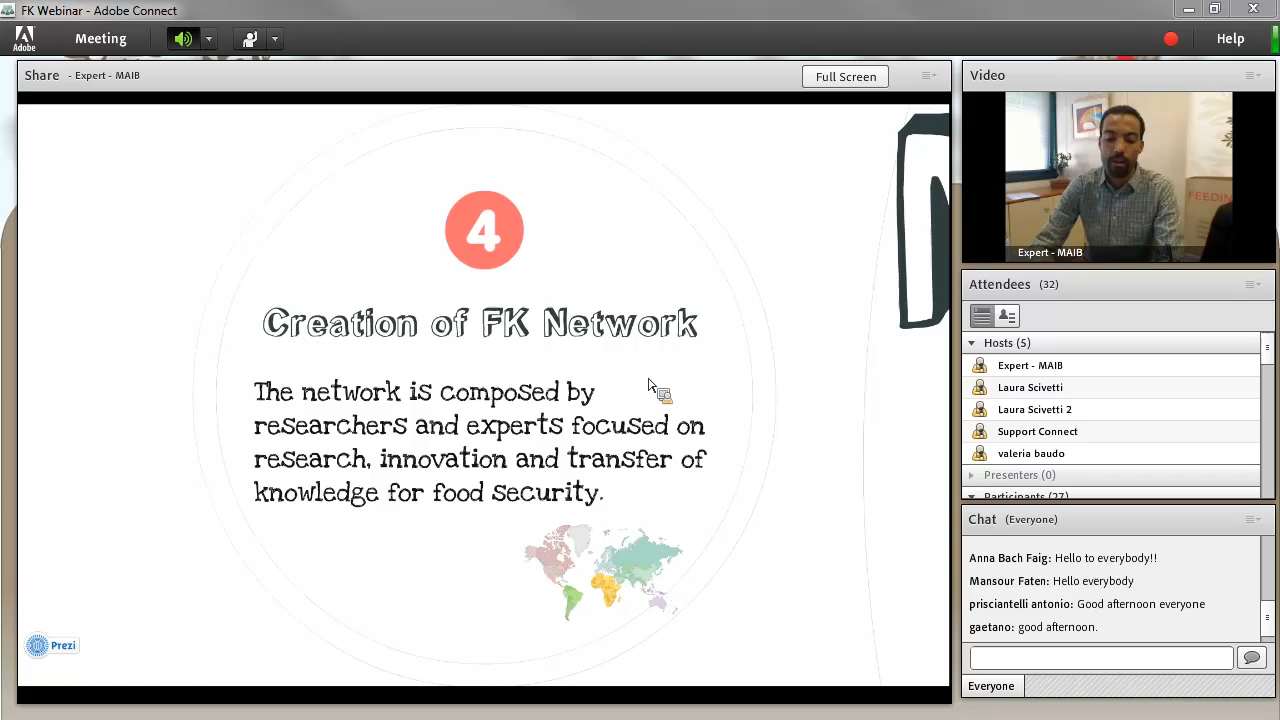 FK Webinar - Adobe Connect
Adobe
Meeting
Help
Share - Expert - MAIB
Full Screen
4
Creation of FK Network
The network is composed by
researchers and experts focused on
research, innovation and transfer of
knowledge for food security.
Prezi
Video
FEEDING
Expert - MAIB
Attendees (32)
Hosts (5)
Expert - MAIB
Laura Scivetti
Laura Scivetti 2
Support Connect
valeria baudo
Presenters (0)
Participants (27)
Chat (Everyone)
Anna Bach Faig: Hello to everybody!!
Mansour Faten: Hello everybody
prisciantelli antonio: Good afternoon everyone
gaetano: good afternoon.
Everyone